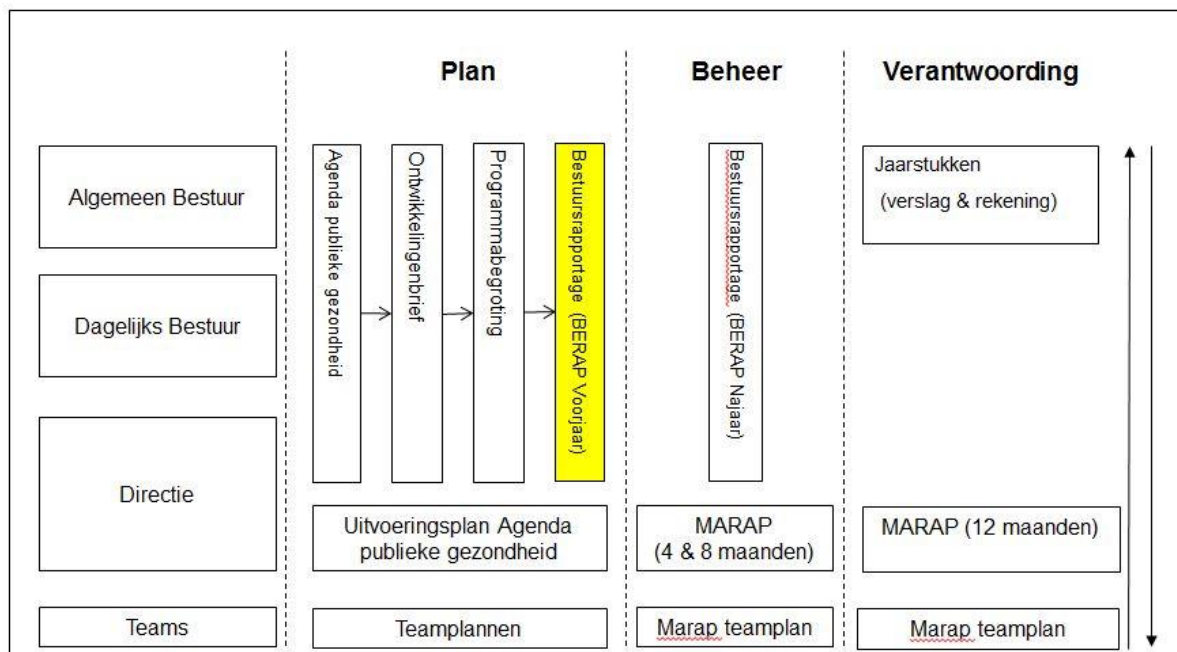 Plan
Beheer
Verantwoording
Algemeen Bestuur
Dagelijks Bestuur
Directie
Teams
Agenda publieke gezondheid
Ontwikkelingenbrief
Programmabegroting
Bestuursrapportage (BERAP Voorjaar)
Uitvoeringsplan Agenda
publieke gezondheid
Teamplannen
Bestuursrapportage (BERAP Najaar)
MARAP
(4 & 8 maanden)
Marap teamplan
Jaarstukken
(verslag & rekening)
MARAP (12 maanden)
Marap teamplan